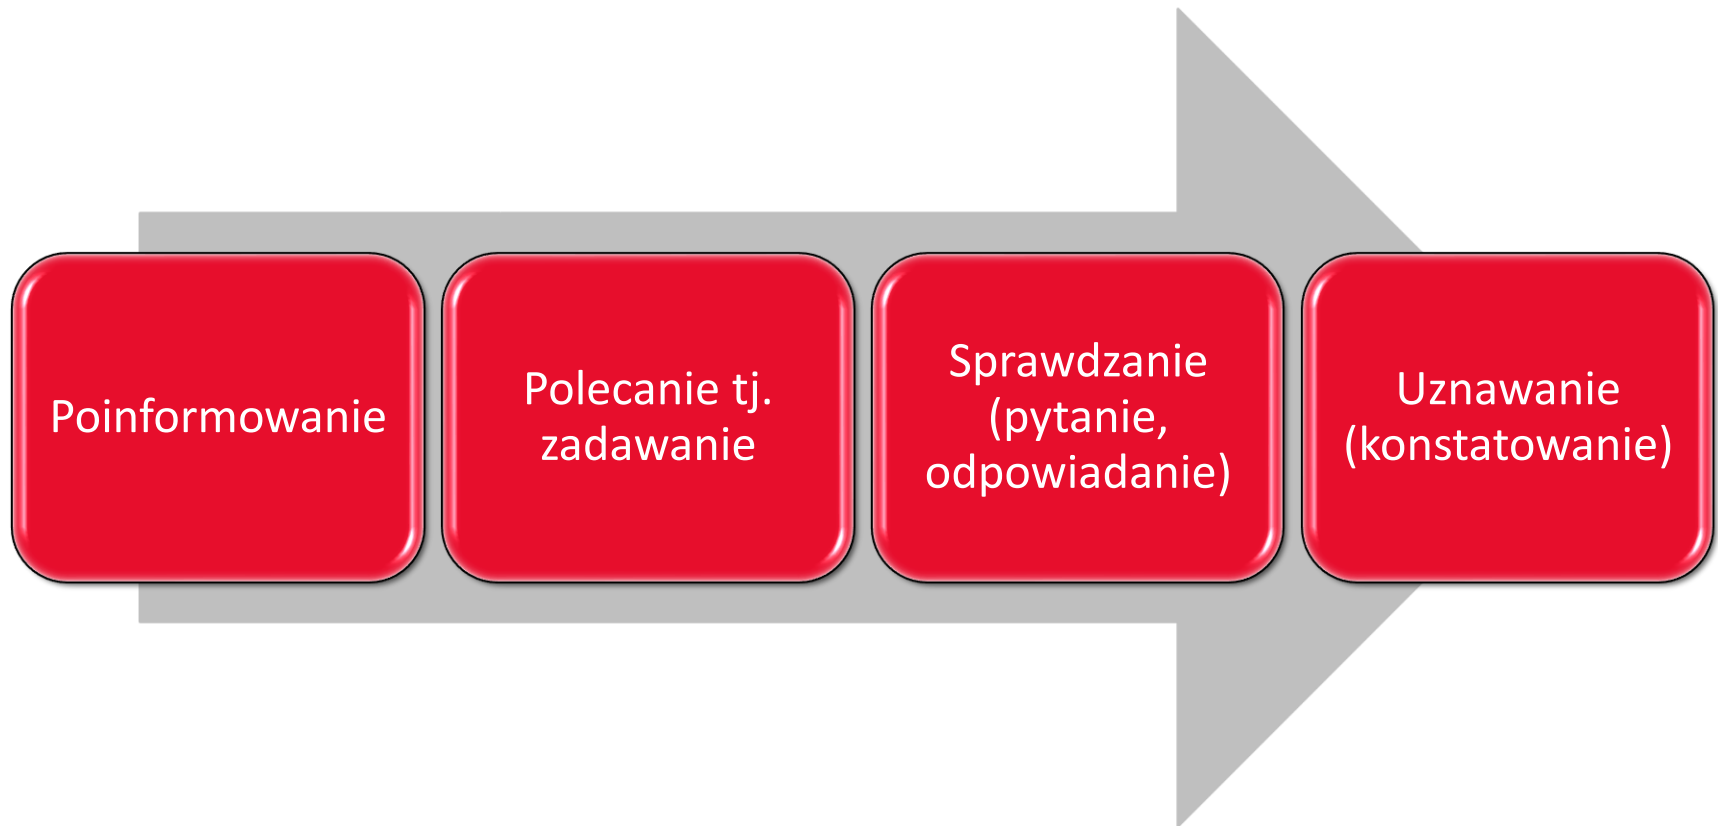 Poinformowanie
Polecanie tj.
zadawanie
Sprawdzanie
(pytanie,
odpowiadanie)
Uznawanie
(konstatowanie)